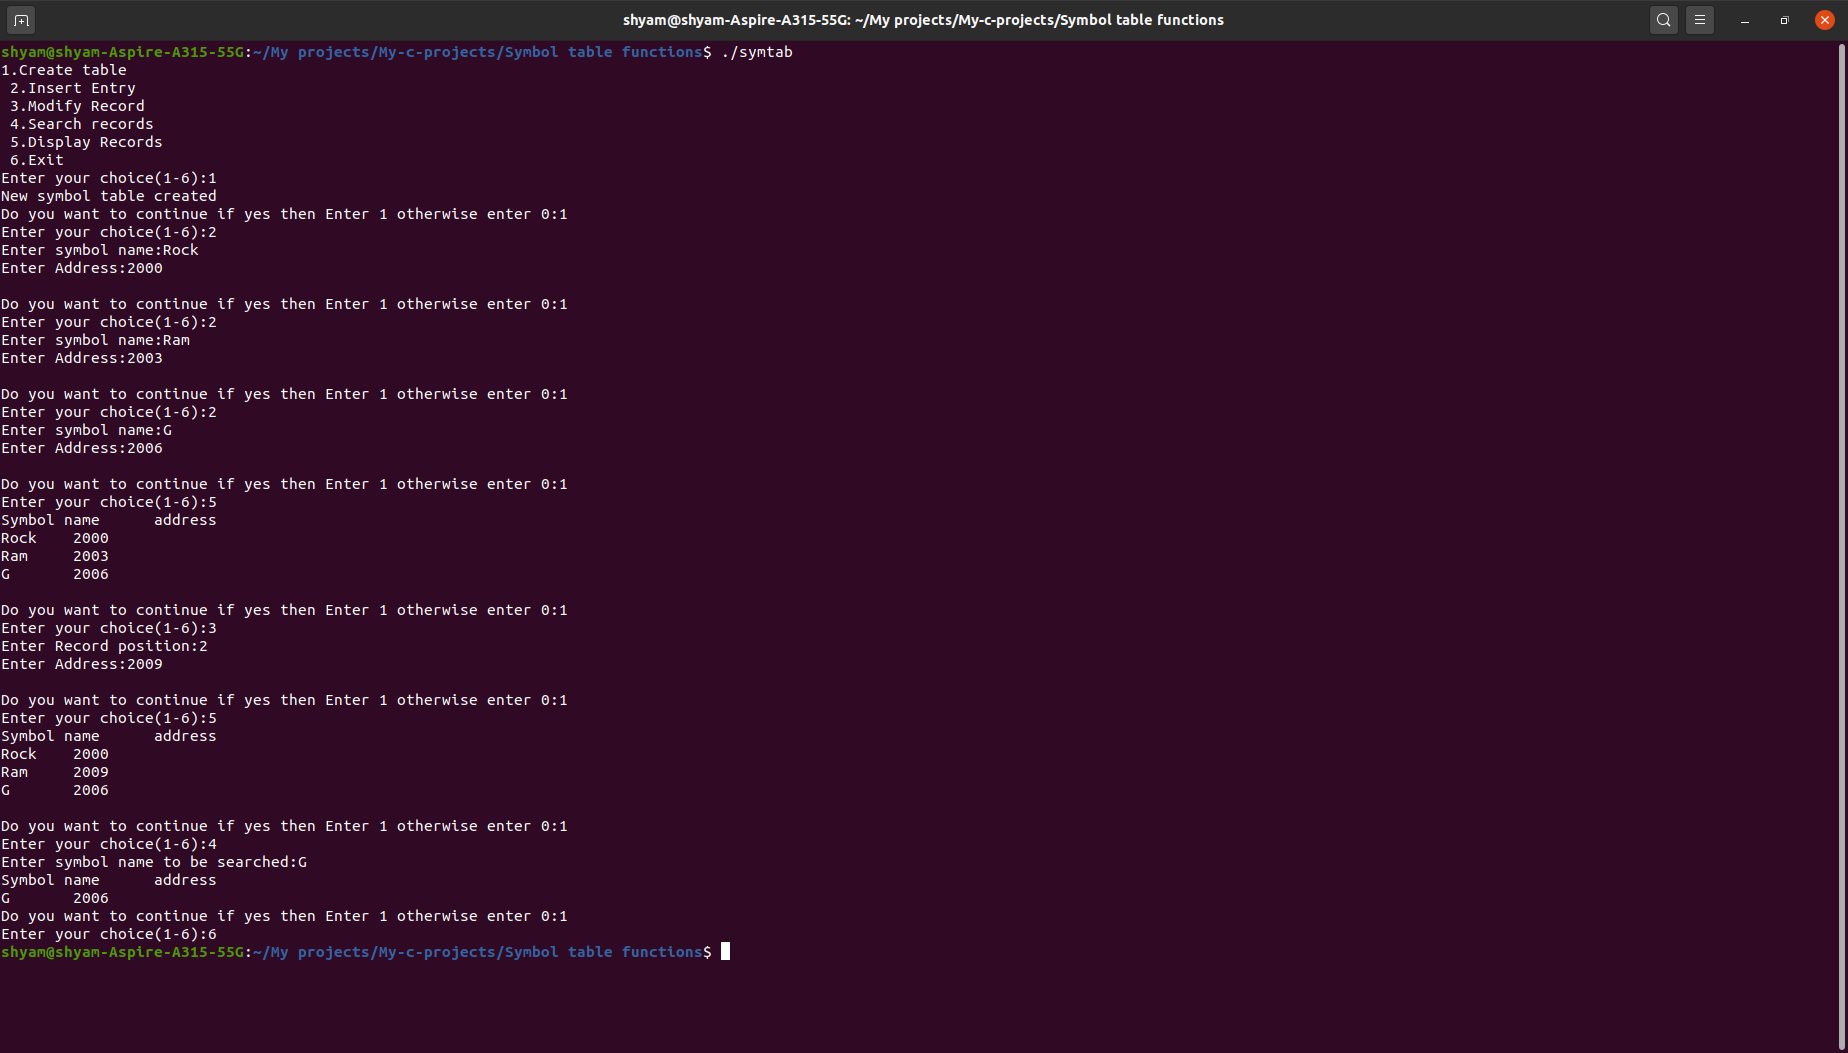 shyam@shyam-Aspire-A315-55G: ~/My projects/My-c-projects/Symbol table functions
shyam@shyam-Aspire-A315-55G:~/My projects/My-c-projects/Symbol table functions$ ./symtab
1.Create table
 2.Insert Entry
 3.Modify Record
 4.Search records
 5.Display Records
 6.Exit
Enter your choice(1-6):1
New symbol table created
Do you want to continue if yes then Enter 1 otherwise enter 0:1
Enter your choice(1-6):2
Enter symbol name:Rock
Enter Address:2000

Do you want to continue if yes then Enter 1 otherwise enter 0:1
Enter your choice(1-6):2
Enter symbol name:Ram
Enter Address:2003

Do you want to continue if yes then Enter 1 otherwise enter 0:1
Enter your choice(1-6):2
Enter symbol name:G
Enter Address:2006

Do you want to continue if yes then Enter 1 otherwise enter 0:1
Enter your choice(1-6):5
Symbol name      address
Rock    2000
Ram     2003
G       2006

Do you want to continue if yes then Enter 1 otherwise enter 0:1
Enter your choice(1-6):3
Enter Record position:2
Enter Address:2009

Do you want to continue if yes then Enter 1 otherwise enter 0:1
Enter your choice(1-6):5
Symbol name      address
Rock    2000
Ram     2009
G       2006

Do you want to continue if yes then Enter 1 otherwise enter 0:1
Enter your choice(1-6):4
Enter symbol name to be searched:G
Symbol name      address
G       2006
Do you want to continue if yes then Enter 1 otherwise enter 0:1
Enter your choice(1-6):6
shyam@shyam-Aspire-A315-55G:~/My projects/My-c-projects/Symbol table functions$